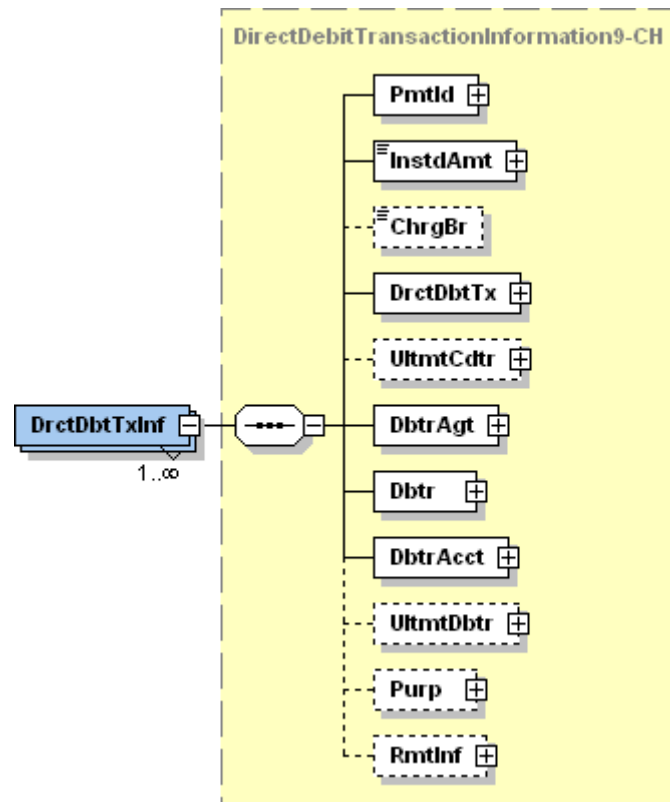 DirectDebitTransactionInformation9-CH
PmtId
InstdAmt
ChrgBr
DrctDbtTx
UltmtCdtr
DrctDbtTxInf
1..∞
DbtrAgt
Dbtr
DbtrAcct
UltmtDbtr
Purp
RmtInf